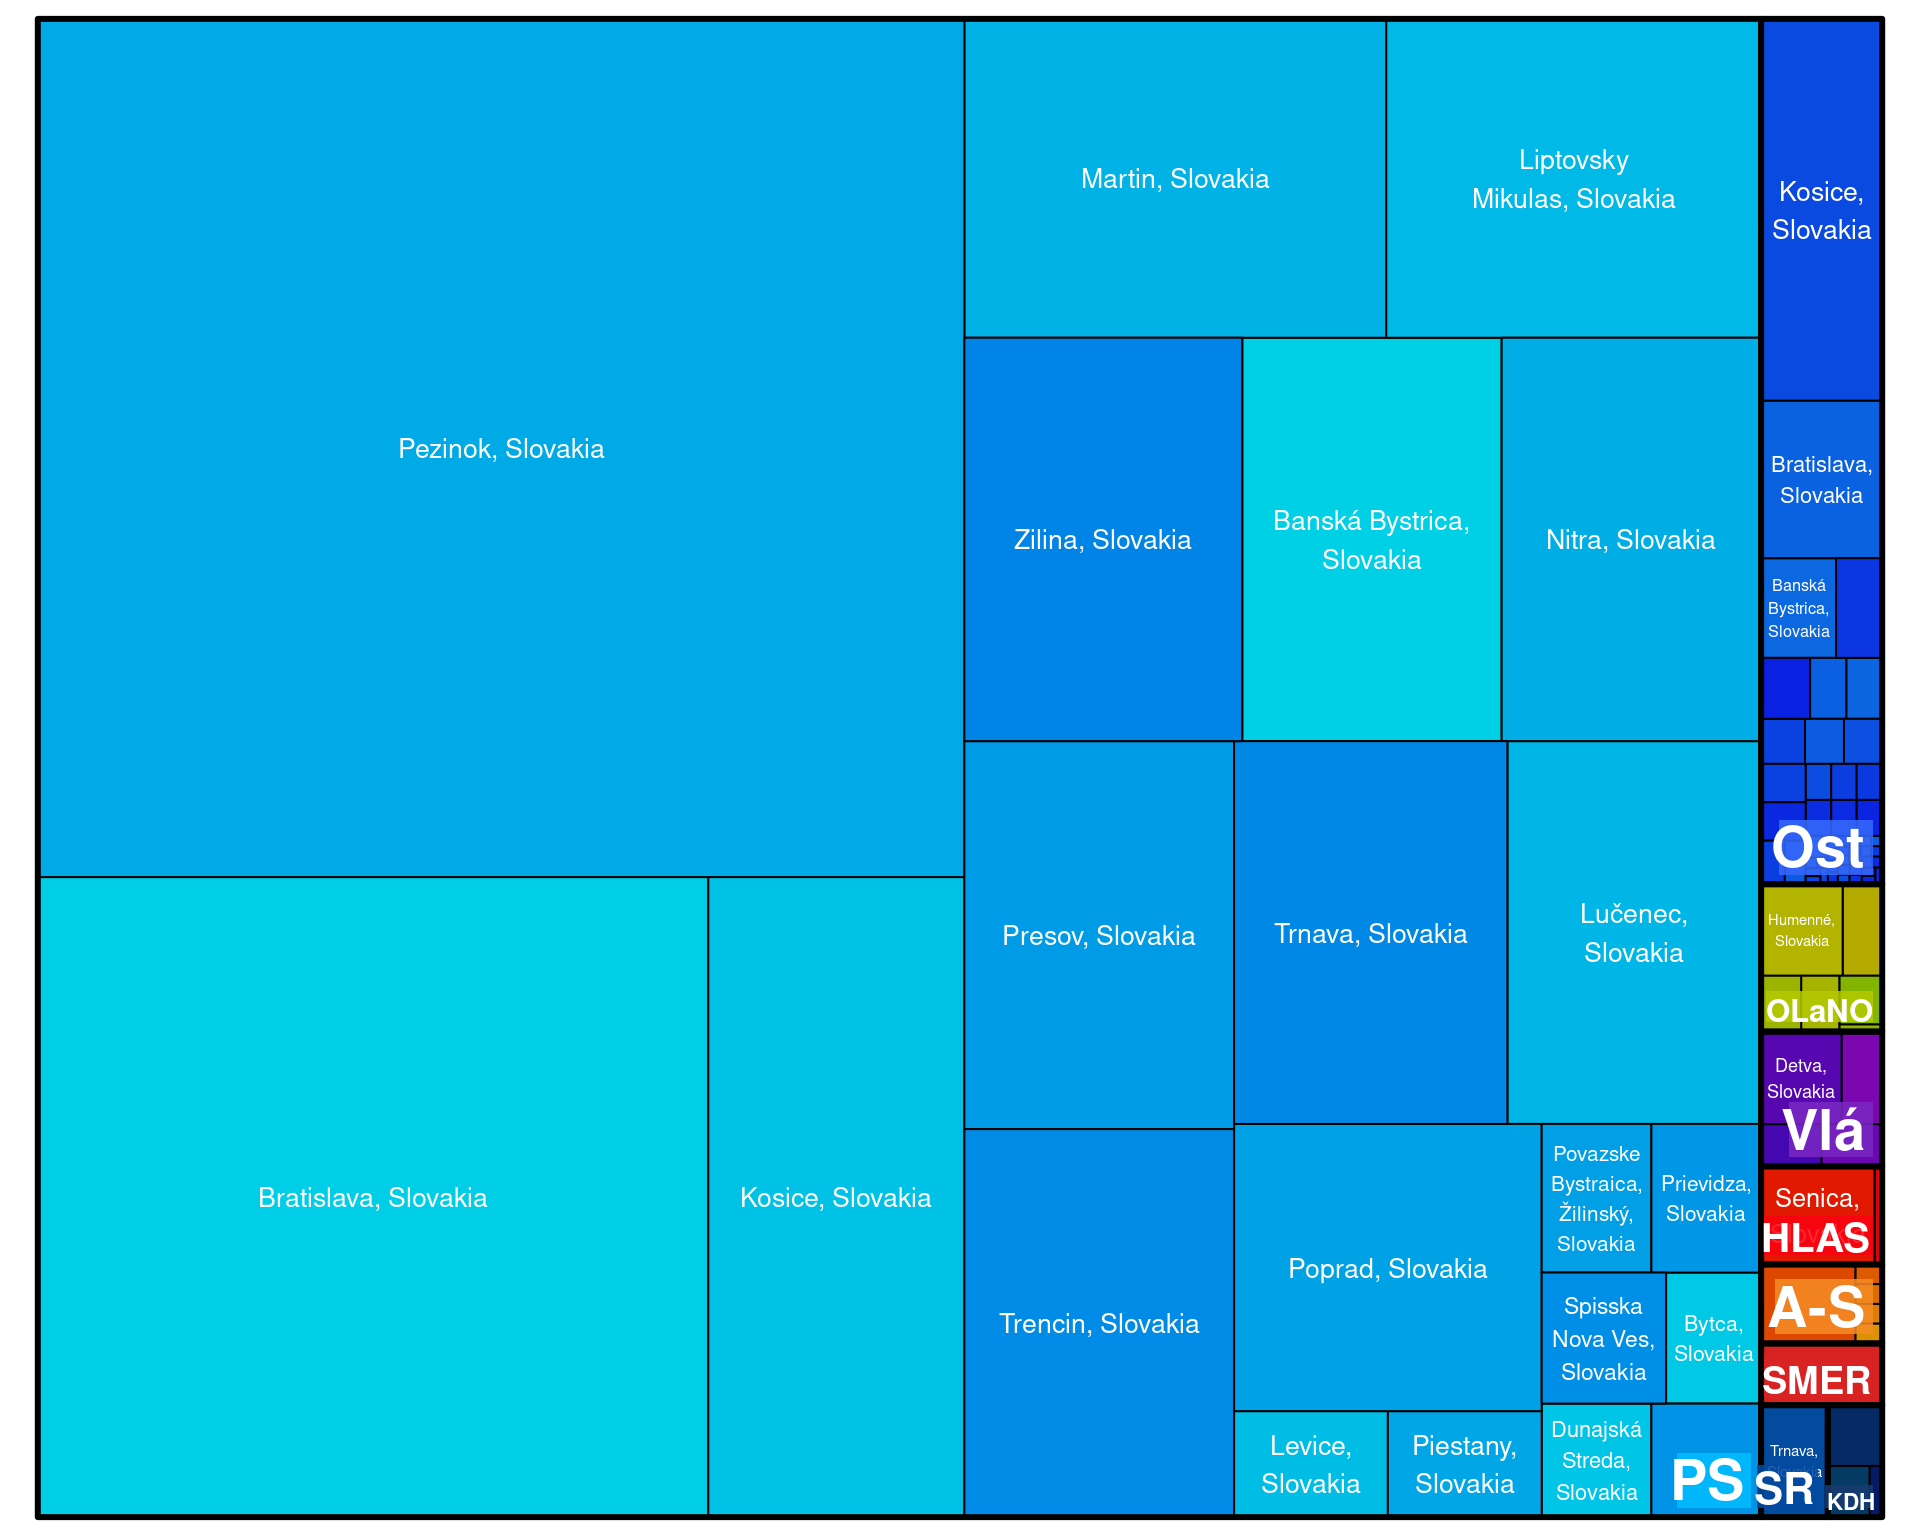 Pezinok, Slovakia
Martin, Slovakia
Liptovsky
Mikulas, Slovakia
Kosice,
Slovakia
Bratislava,
Slovakia
Zilina, Slovakia
Banská Bystrica,
Slovakia
Nitra, Slovakia
Banská
Bystrica,
Slovakia
Ost
Presov, Slovakia
Trnava, Slovakia
Lučenec,
Slovakia
Humenné,
Slovakia
OLaNO
Detva,
Slovakia
Vlá
Bratislava, Slovakia
Kosice, Slovakia
Trencin, Slovakia
Poprad, Slovakia
Povazske
Bystraica,
Žilinský,
Slovakia
Prievidza,
Slovakia
Senica,
HLAS
Spisska
Nova Ves,
Slovakia
Bytca,
Slovakia
A-S
SMER
Levice,
Slovakia
Piestany,
Slovakia
Dunajská
Streda,
Slovakia
PS
Trnava,
SR
KDH